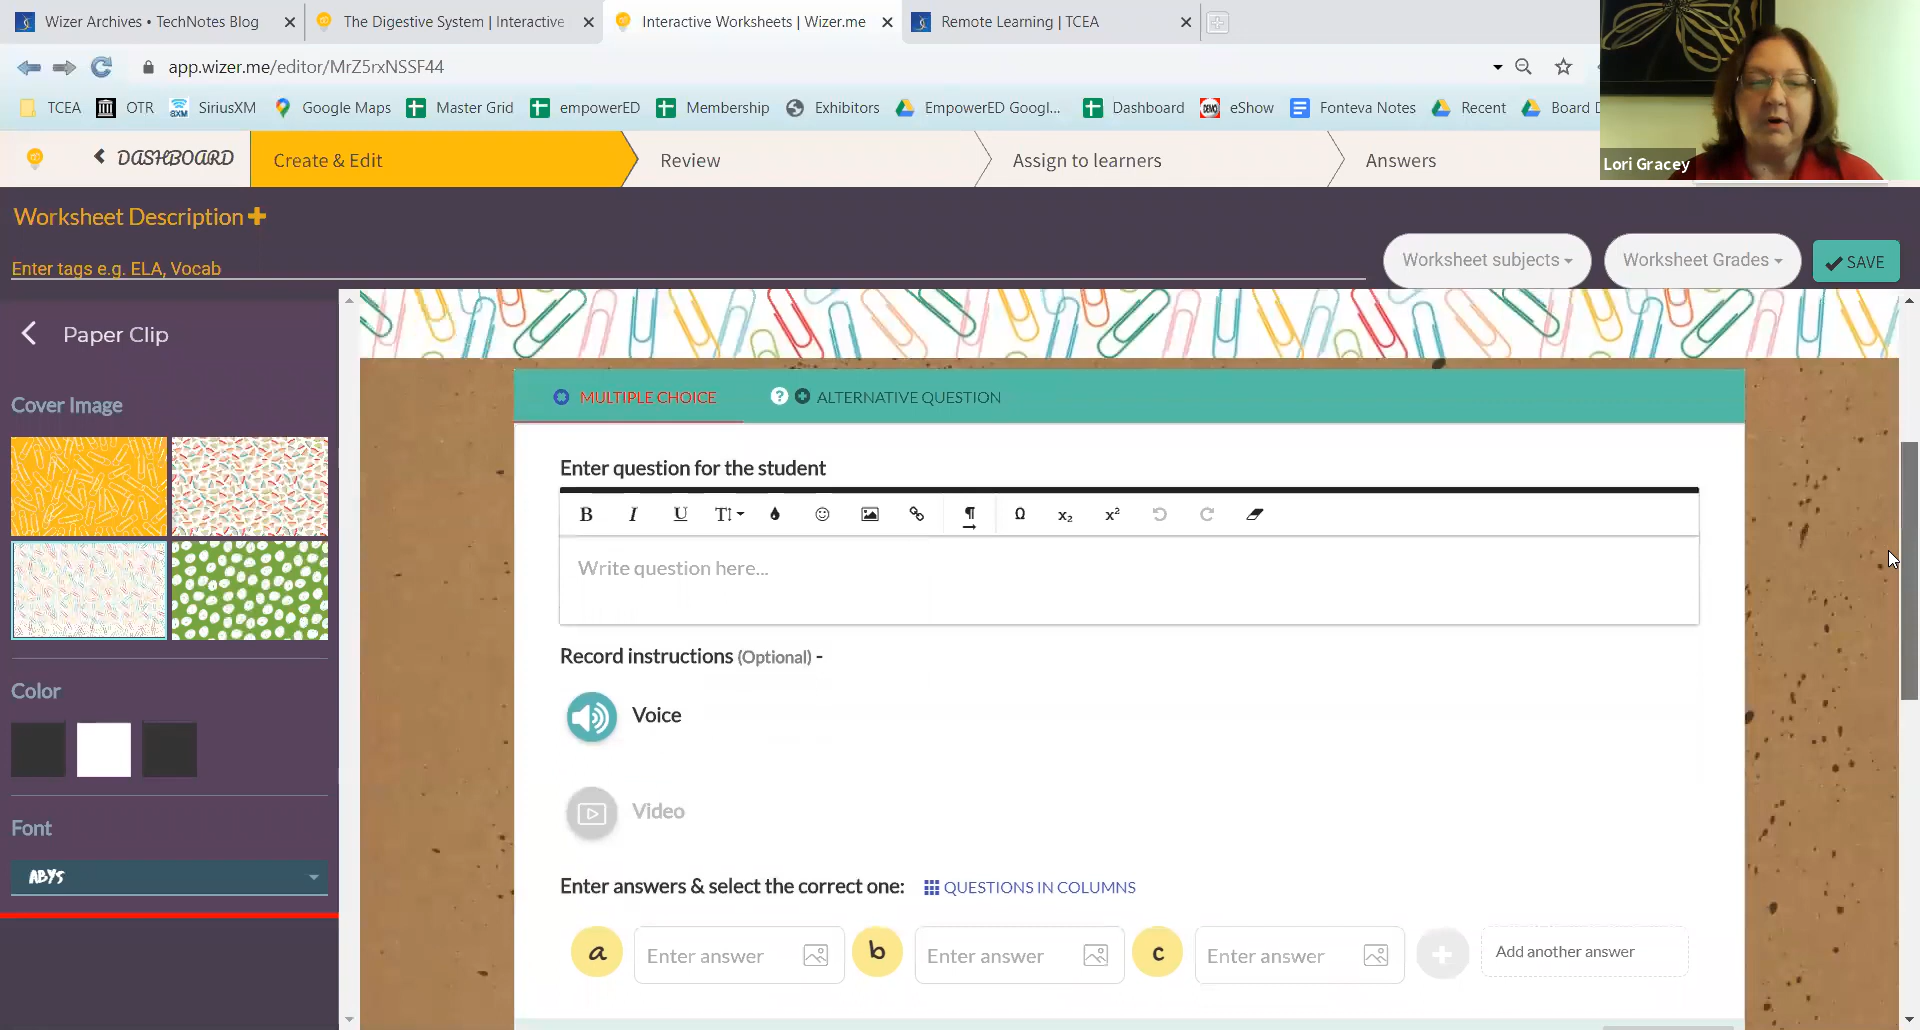 Wizer Archives • TechNotes Blog
The Digestive System | Interactive
Interactive Worksheets | Wizer.me
Remote Learning | TCEA
app.wizer.me/editor/MrZ5rxNSSF44
TCEA
OTR
SiriusXM
Google Maps
Master Grid
empowerED
Membership
Exhibitors
EmpowerED Googl...
Dashboard
eShow
Fonteva Notes
Recent
Board
Lori Gracey
DASHBOARD
Create & Edit
Review
Assign to learners
Answers
Worksheet Description
Enter tags e.g. ELA, Vocab
Worksheet subjects
Worksheet Grades
SAVE
Paper Clip
Cover Image
Color
Font
ABYS
MULTIPLE CHOICE
ALTERNATIVE QUESTION
Enter question for the student
B I U
Write question here...
Record instructions (Optional) -
Voice
Video
Enter answers & select the correct one:
QUESTIONS IN COLUMNS
a Enter answer b Enter answer c Enter answer
Add another answer